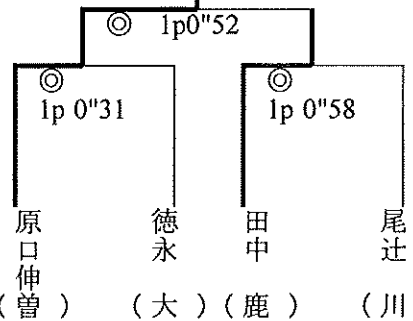 ◎ 1p0"52
◎ 1p 0"31
◎ 1p 0"58
原口伸(曽)
徳永(大)
田中(鹿)
尾辻(川